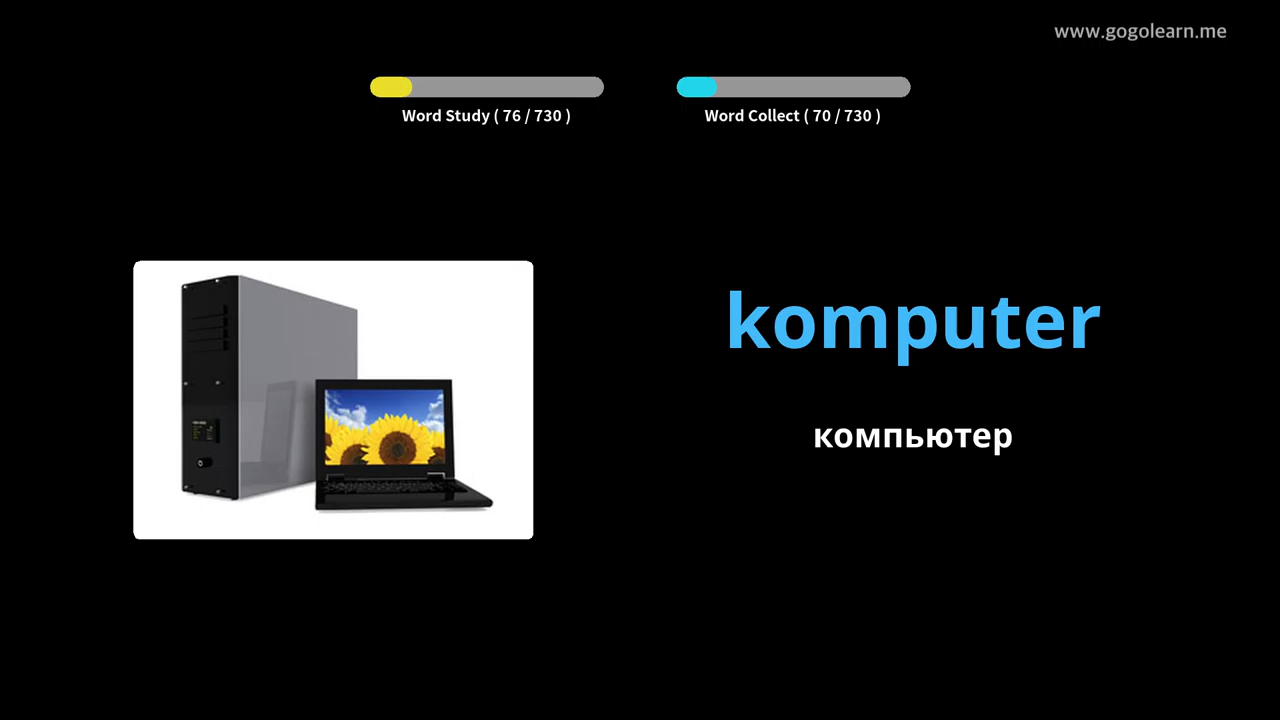 www.gogolearn.me
Word Study ( 76 / 730 )
Word Collect ( 70 / 730 )
komputer
компьютер